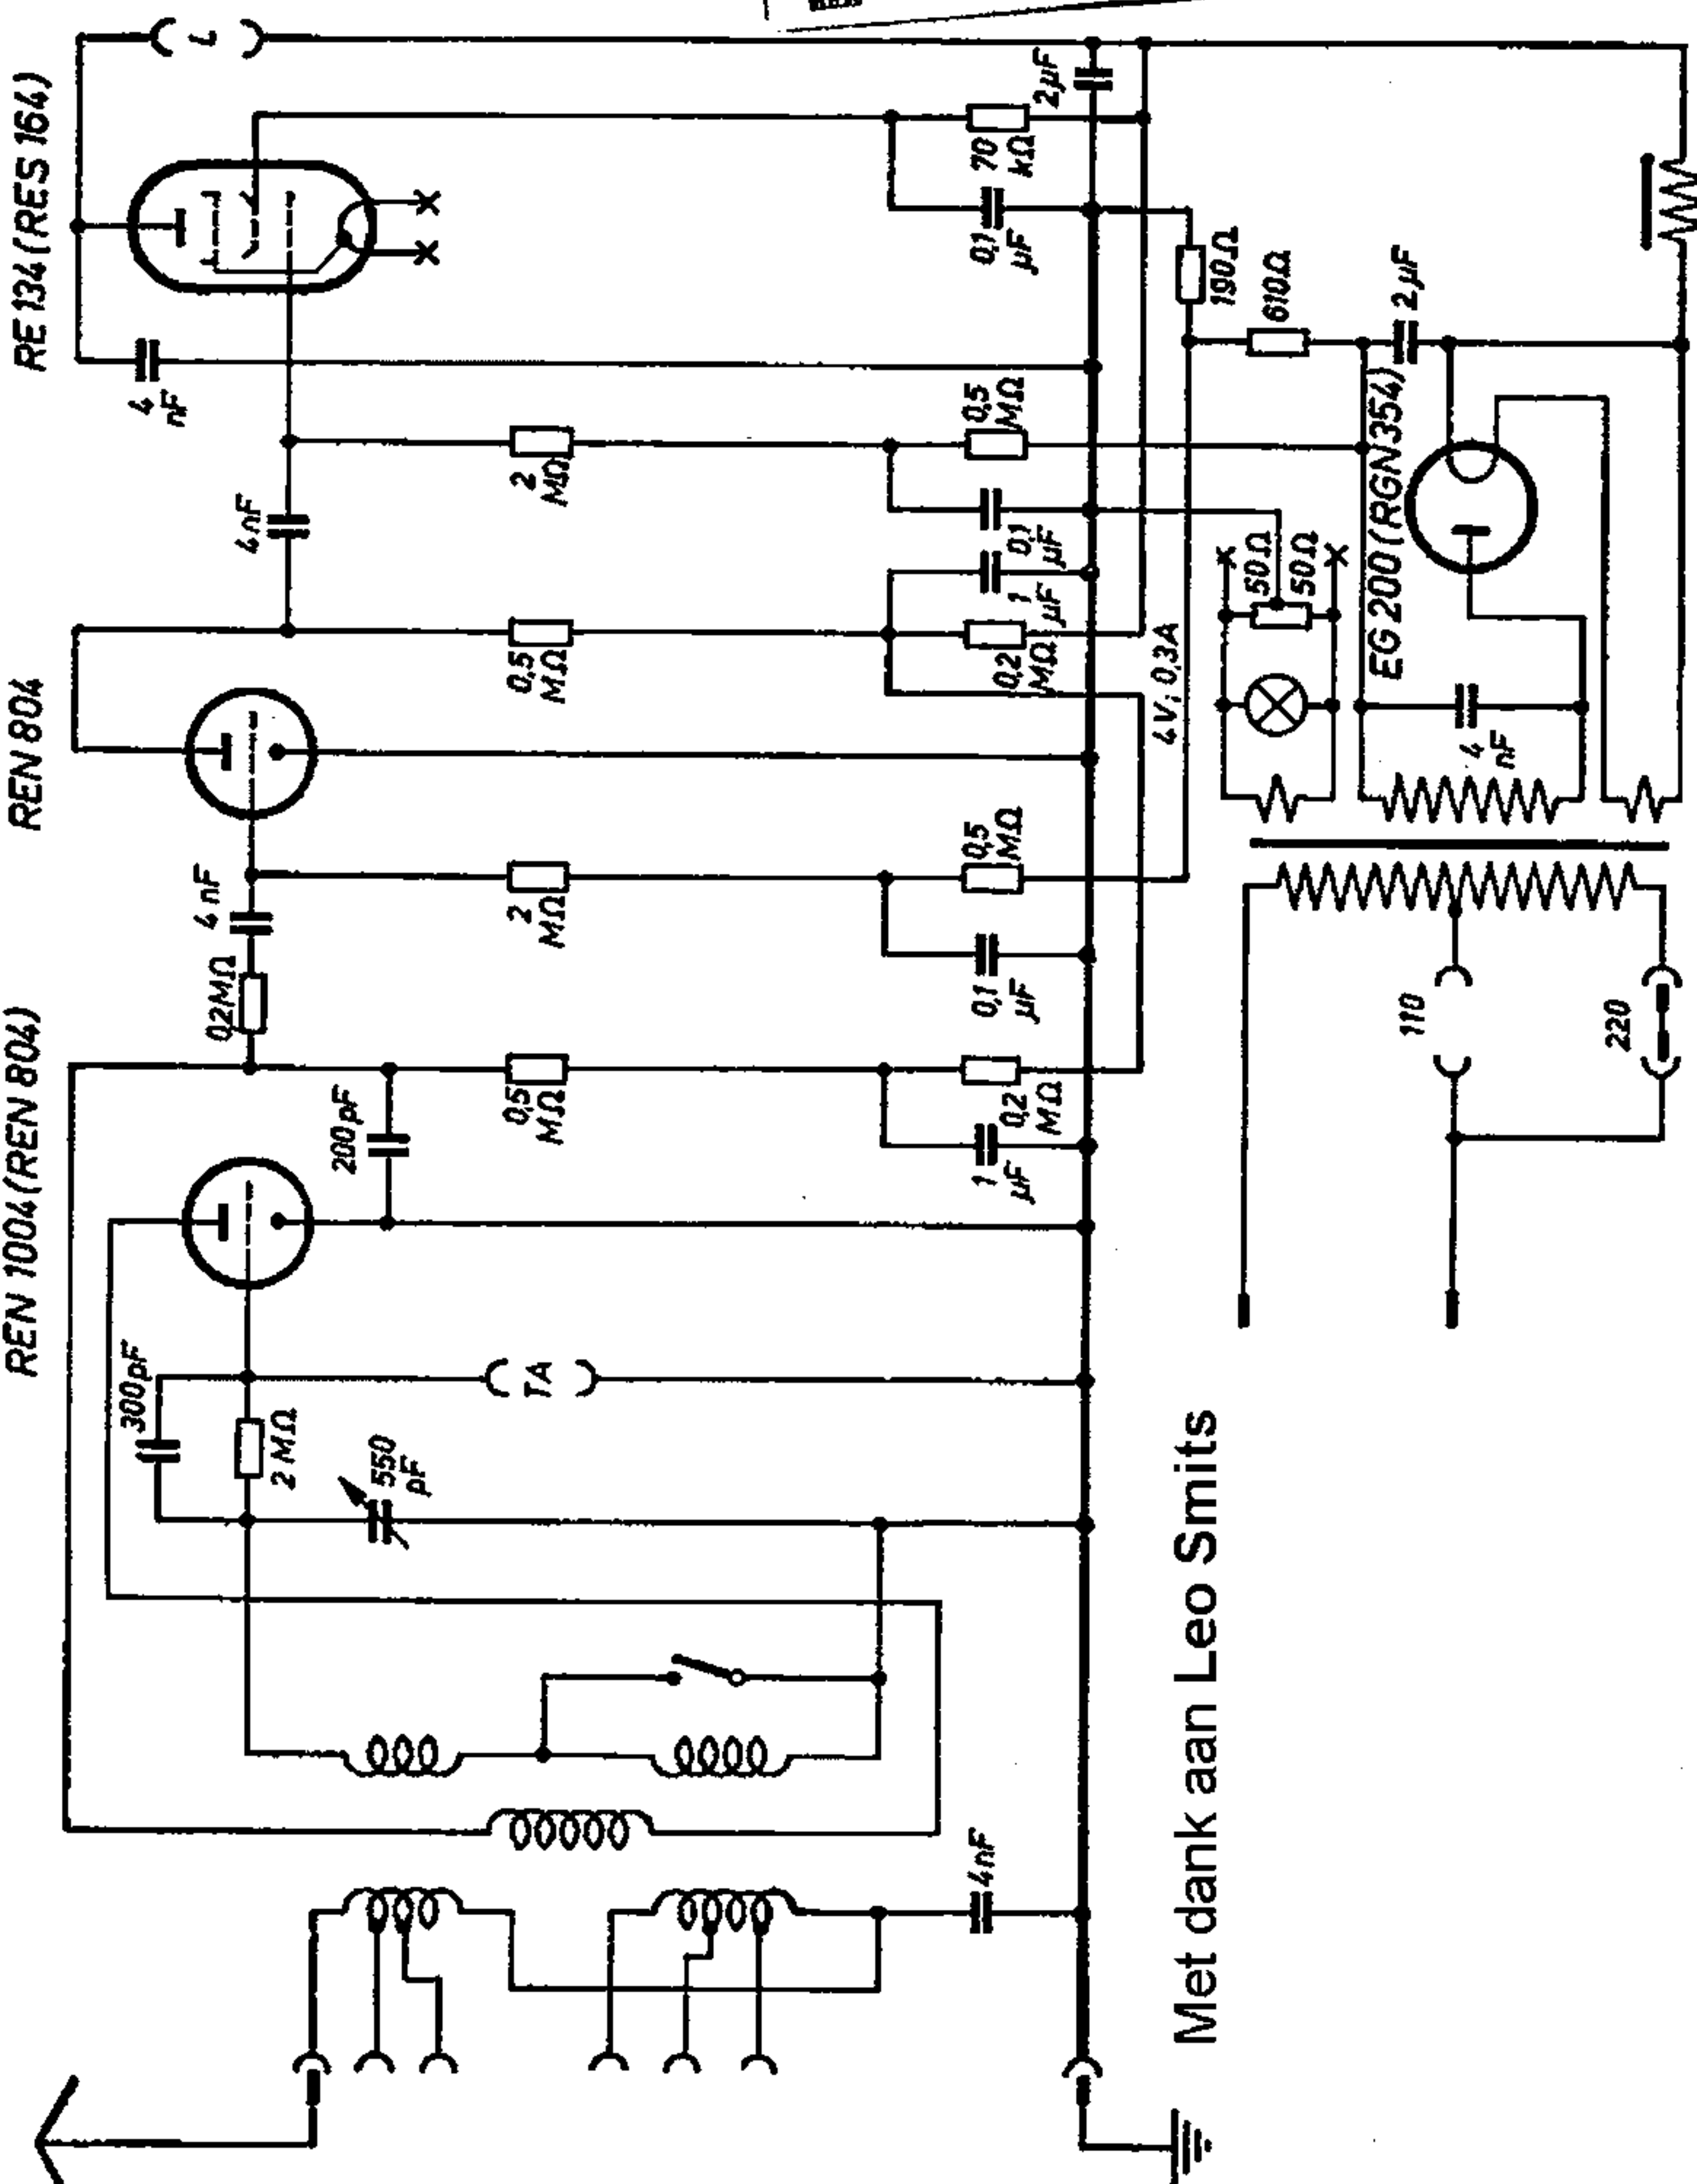 REN 1004 (REN 804)
REN 804
RE 134 (RES 164)
L
300pF
2 MΩ
550
pF
TA
200pF
0,2MΩ
4 nF
4nF
4
nF
0,5
MΩ
2
MΩ
0,5
MΩ
2
MΩ
4nF
1
µF
0,2
MΩ
0,1
µF
0,5
MΩ
0,2
MΩ
1
µF
0,1
µF
0,5
MΩ
0,1
µF
70
kΩ
2µF
190Ω
610Ω
2µF
4V; 0,3A
50Ω
50Ω
EG 200 (RGN354)
4
nF
110
220
Met dank aan Leo Smits